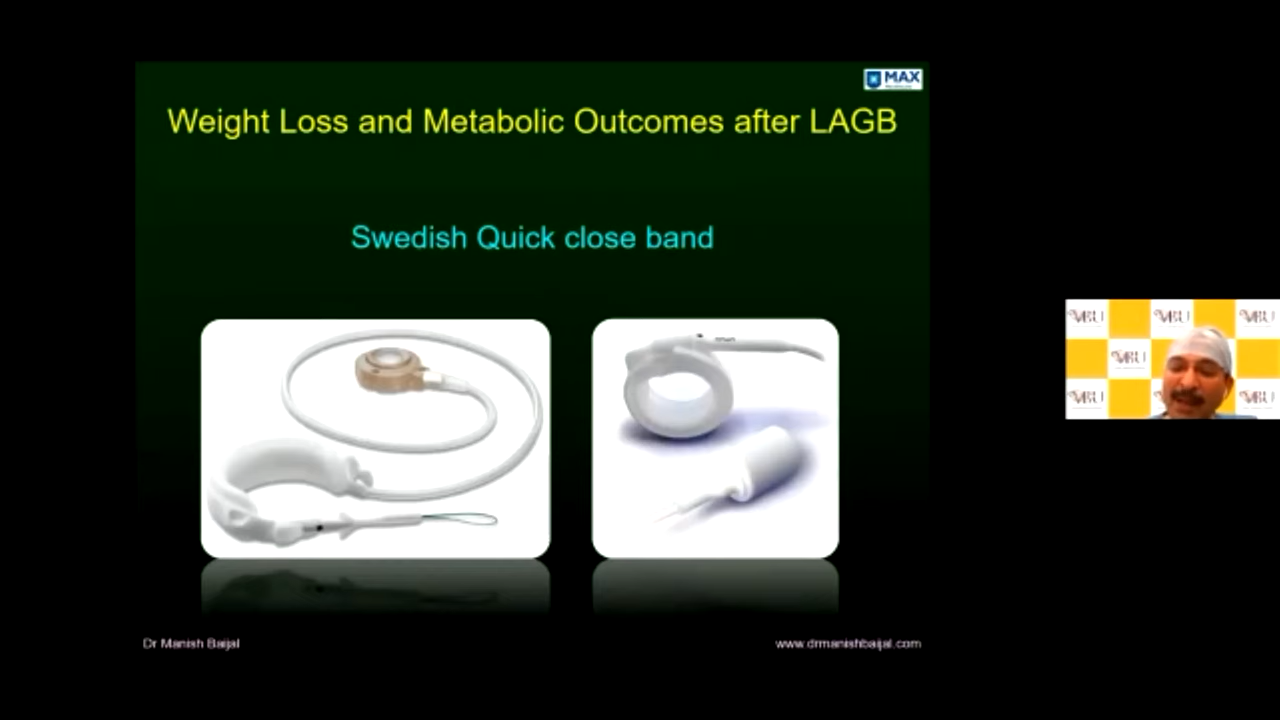 MAX
Weight Loss and Metabolic Outcomes after LAGB
Swedish Quick close band
Dr Manish Baijal
www.drmanishbaijal.com